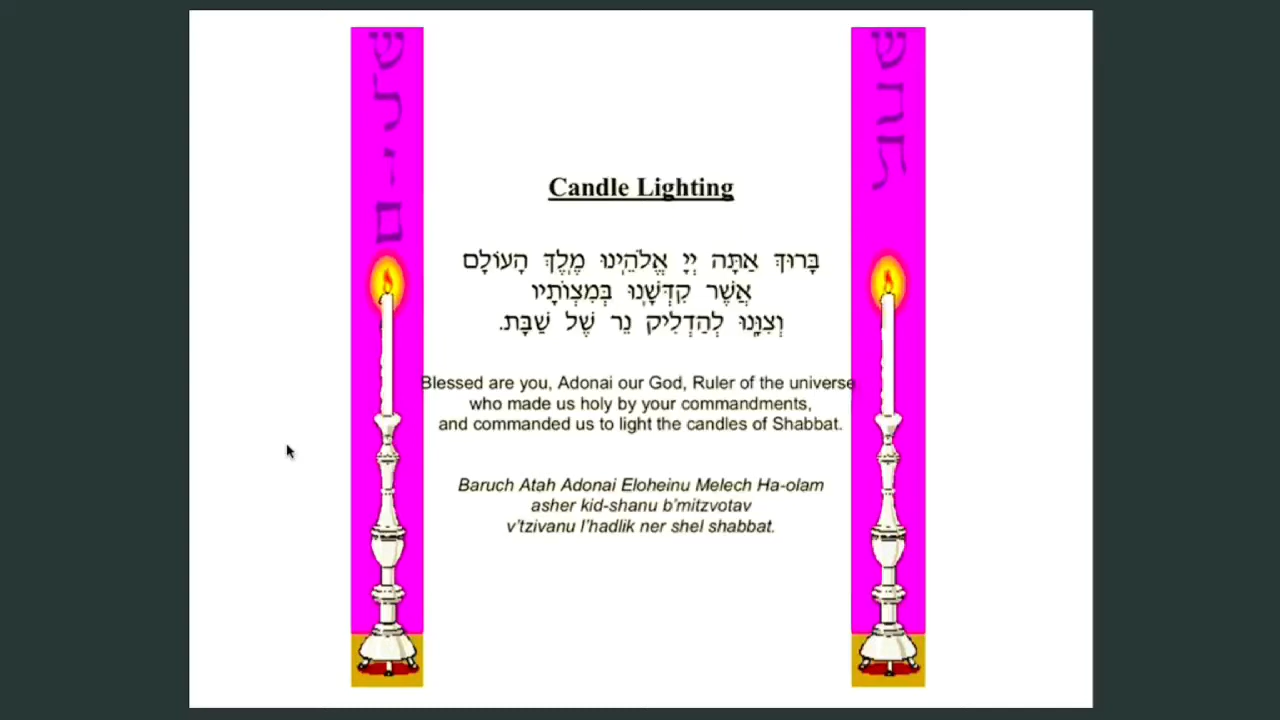 שבת
שלום
Candle Lighting
בָּרוּךְ אַתָּה יְיָ אֱלֹהֵֽינוּ מֶֽלֶךְ הָעוֹלָם
אֲשֶׁר קִדְּשָֽׁנוּ בְּמִצְוֹתָיו
וְצִוָּֽנוּ לְהַדְלִיק נֵר שֶׁל שַׁבָּת.
Blessed are you, Adonai our God, Ruler of the universe
who made us holy by your commandments,
and commanded us to light the candles of Shabbat.
Baruch Atah Adonai Eloheinu Melech Ha-olam
asher kid-shanu b’mitzvotav
v’tzivanu l’hadlik ner shel shabbat.